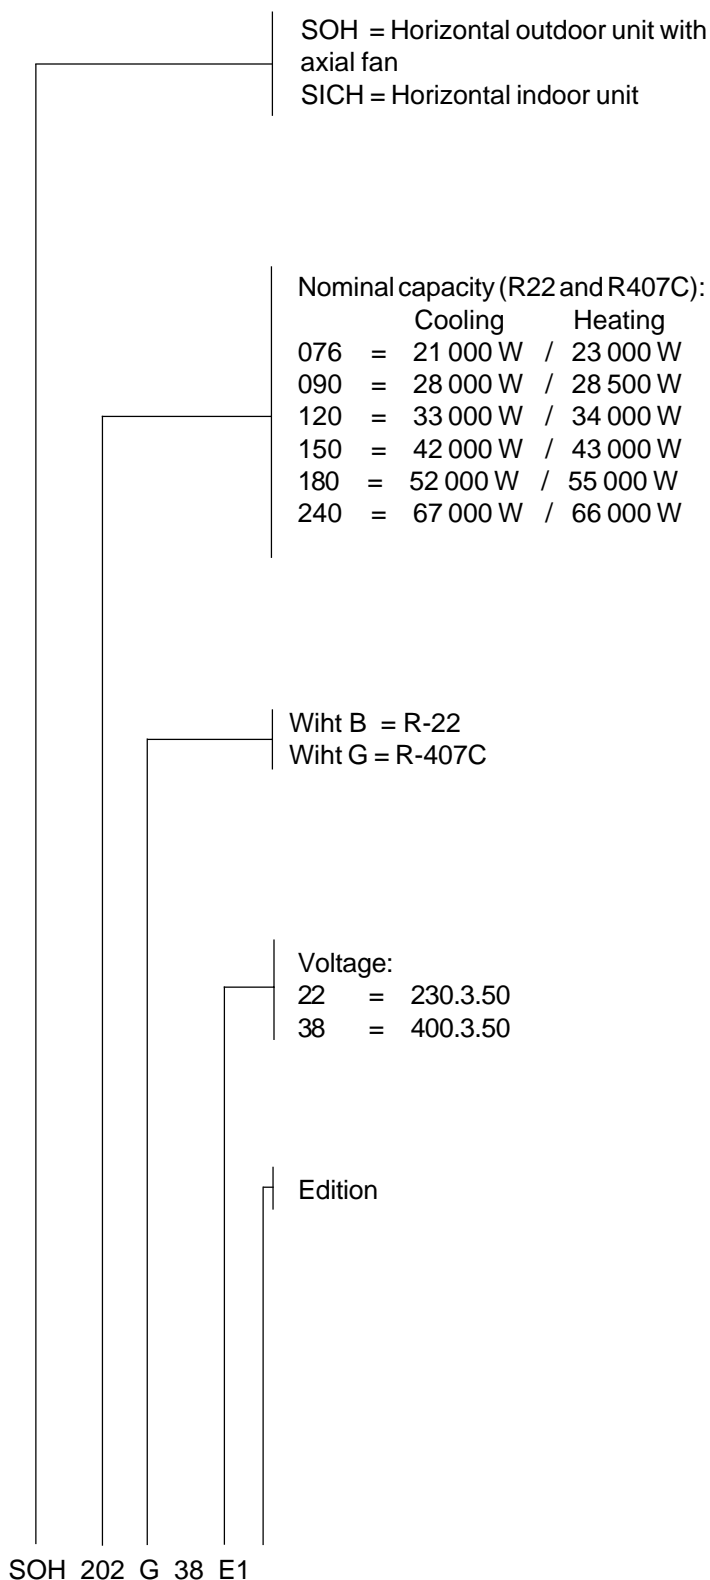 SOH = Horizontal outdoor unit with
axial fan
SICH = Horizontal indoor unit
Nominal capacity (R22 and R407C):
Cooling Heating
076 = 21 000 W / 23 000 W
090 = 28 000 W / 28 500 W
120 = 33 000 W / 34 000 W
150 = 42 000 W / 43 000 W
180 = 52 000 W / 55 000 W
240 = 67 000 W / 66 000 W
Wiht B = R-22
Wiht G = R-407C
Voltage:
22 = 230.3.50
38 = 400.3.50
Edition
SOH 202 G 38 E1